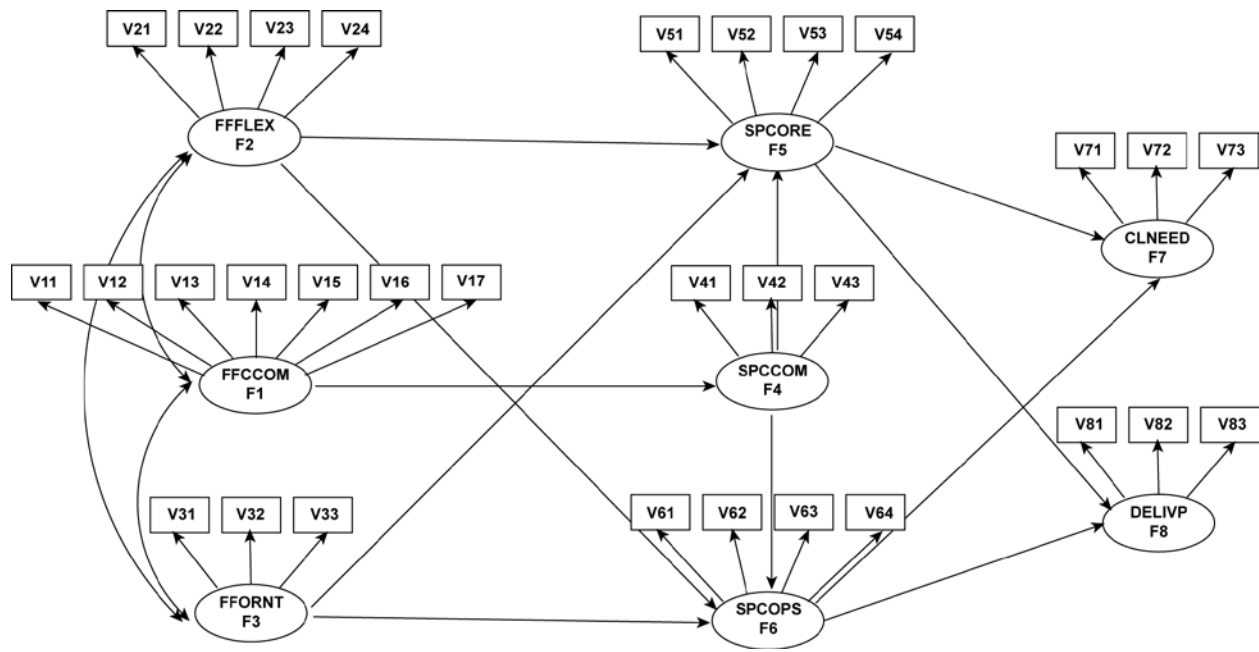 V21 V22 V23 V24
V51 V52 V53 V54
FFFLEX
F2
SPCORE
F5
V71 V72 V73
CLNEED
F7
V11 V12 V13 V14 V15 V16 V17
V41 V42 V43
FFCCOM
F1
SPCCOM
F4
V81 V82 V83
V31 V32 V33
V61 V62 V63 V64
DELIVP
F8
FFORNT
F3
SPCOPS
F6